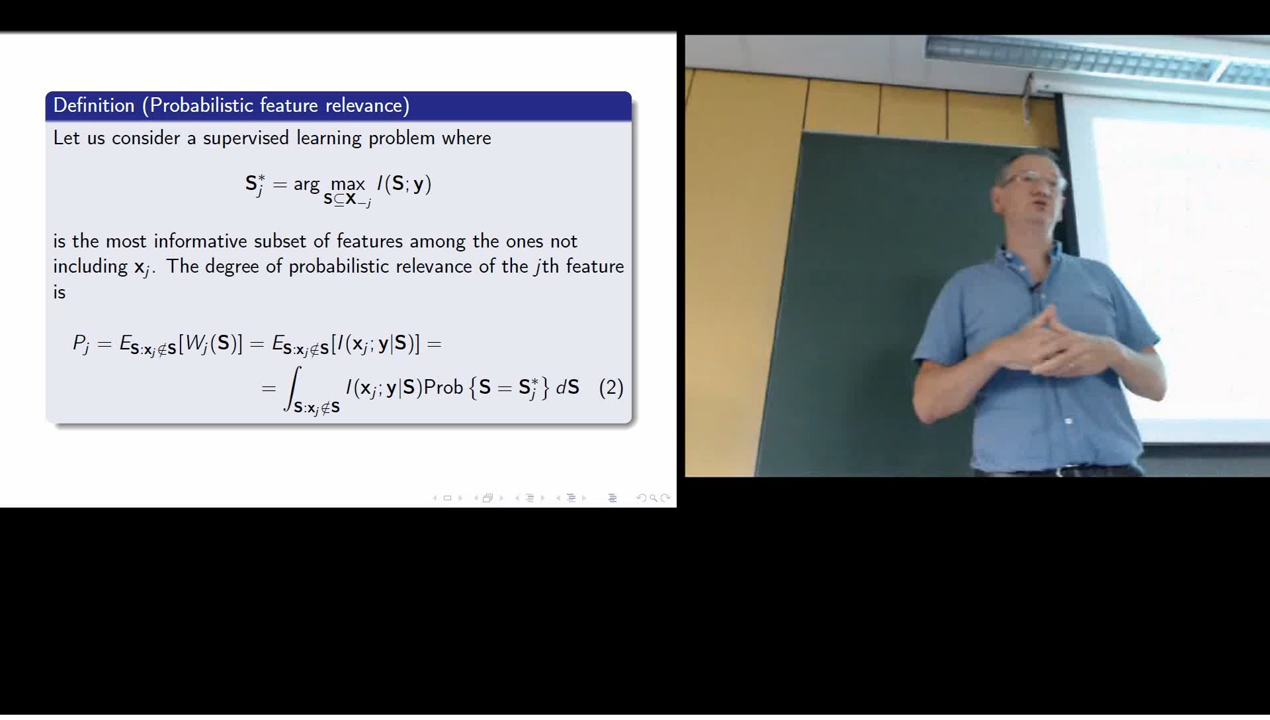 Definition (Probabilistic feature relevance)
Let us consider a supervised learning problem where
S*_j = arg max_{S⊆X_{−j}} I(S; y)
is the most informative subset of features among the ones not
including x_j. The degree of probabilistic relevance of the jth feature
is
P_j = E_{S:x_j∉S}[W_j(S)] = E_{S:x_j∉S}[I(x_j; y|S)] =
= ∫_{S:x_j∉S} I(x_j; y|S)Prob {S = S*_j} dS (2)